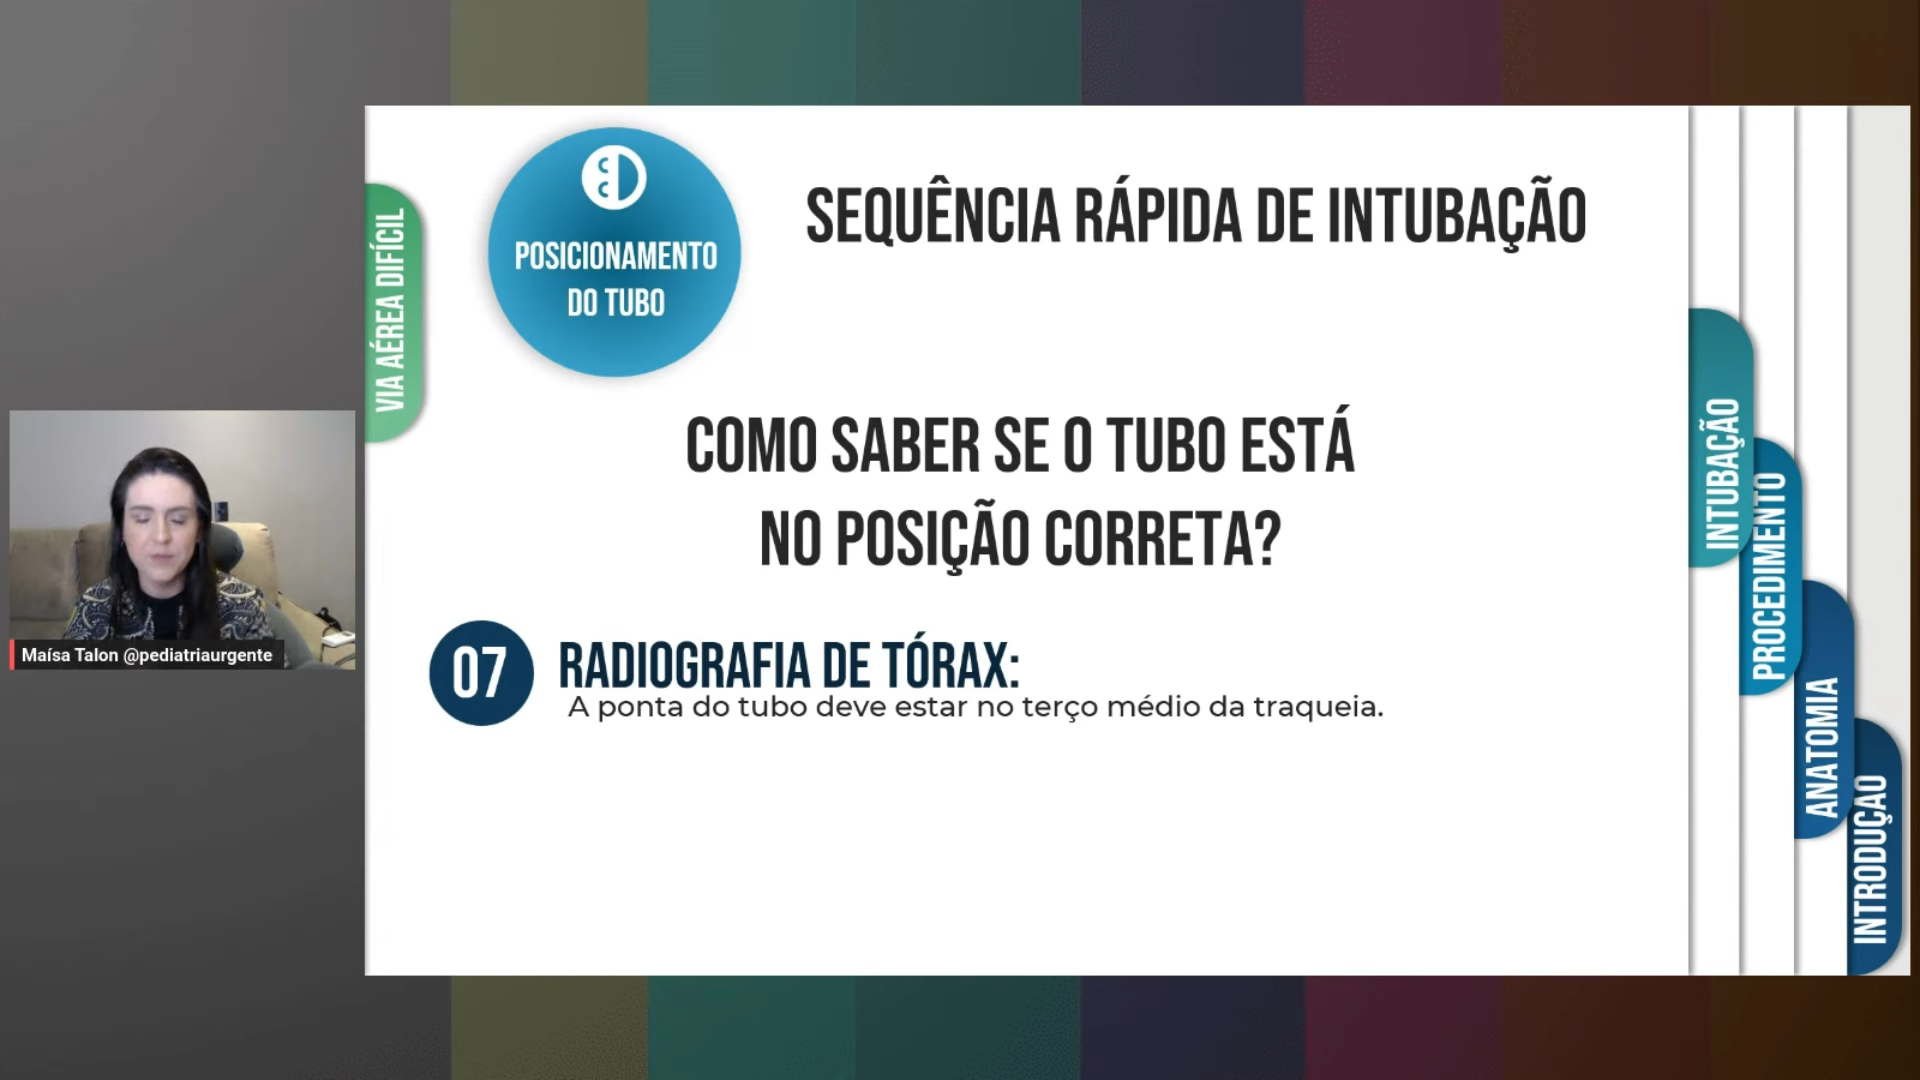 VIA AÉREA DIFÍCIL
POSICIONAMENTO
DO TUBO
SEQUÊNCIA RÁPIDA DE INTUBAÇÃO
COMO SABER SE O TUBO ESTÁ
NO POSIÇÃO CORRETA?
07
RADIOGRAFIA DE TÓRAX:
A ponta do tubo deve estar no terço médio da traqueia.
INTUBAÇÃO
PROCEDIMENTO
ANATOMIA
INTRODUÇÃO
Maísa Talon @pediatriaurgente